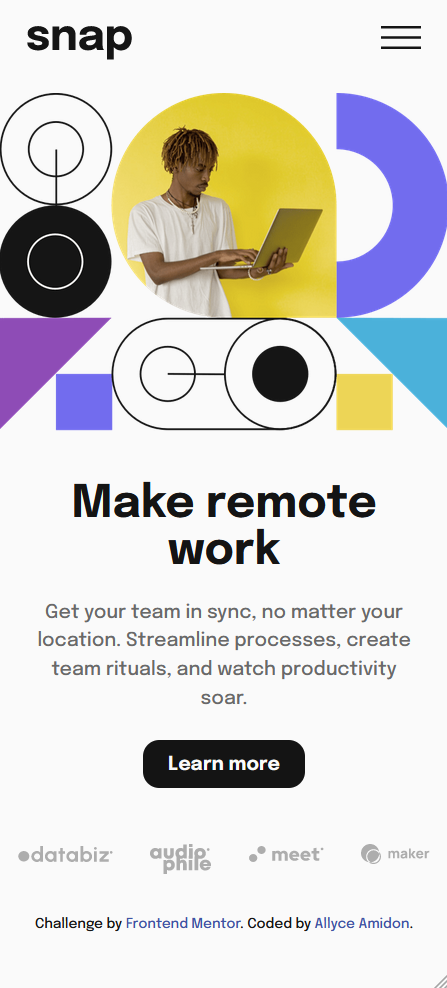 snap
Make remote
work
Get your team in sync, no matter your
location. Streamline processes, create
team rituals, and watch productivity
soar.
Learn more
databiz
audio
phile
meet
maker
Challenge by Frontend Mentor. Coded by Allyce Amidon.